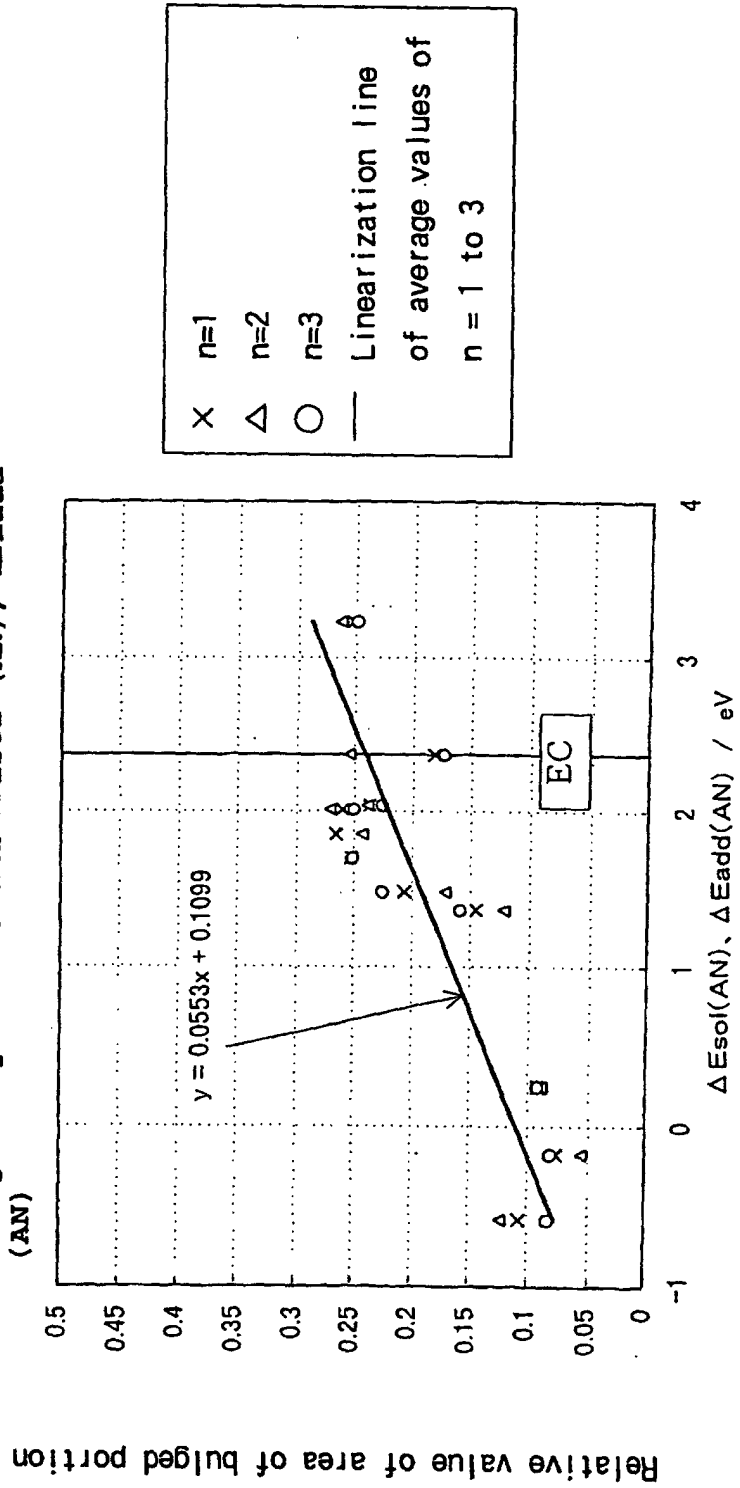 (AN)
Relative value of area of bulged portion
0.5
0.45
0.4
0.35
0.3
0.25
0.2
0.15
0.1
0.05
0
y = 0.0553x + 0.1099
EC
-1
0
1
2
3
4
ΔEsol(AN)、ΔEadd(AN) / eV
× n=1
△ n=2
○ n=3
— Linearization line
of average values of
n = 1 to 3